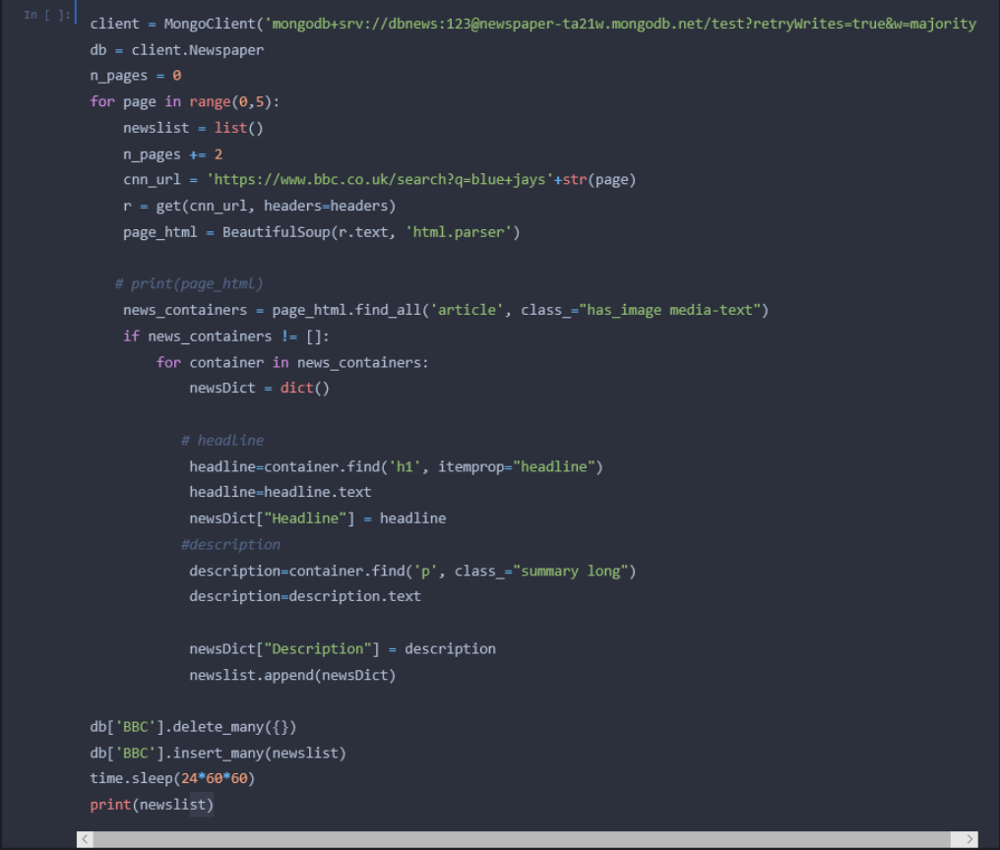 In [ ]:
client = MongoClient('mongodb+srv://dbnews:123@newspaper-ta21w.mongodb.net/test?retryWrites=true&w=majority
db = client.Newspaper
n_pages = 0
for page in range(0,5):
    newslist = list()
    n_pages += 2
    cnn_url = 'https://www.bbc.co.uk/search?q=blue+jays'+str(page)
    r = get(cnn_url, headers=headers)
    page_html = BeautifulSoup(r.text, 'html.parser')
   # print(page_html)
    news_containers = page_html.find_all('article', class_="has_image media-text")
    if news_containers != []:
        for container in news_containers:
            newsDict = dict()
           # headline
            headline=container.find('h1', itemprop="headline")
            headline=headline.text
            newsDict["Headline"] = headline
           #description
            description=container.find('p', class_="summary long")
            description=description.text
            newsDict["Description"] = description
            newslist.append(newsDict)
db['BBC'].delete_many({})
db['BBC'].insert_many(newslist)
time.sleep(24*60*60)
print(newslist)